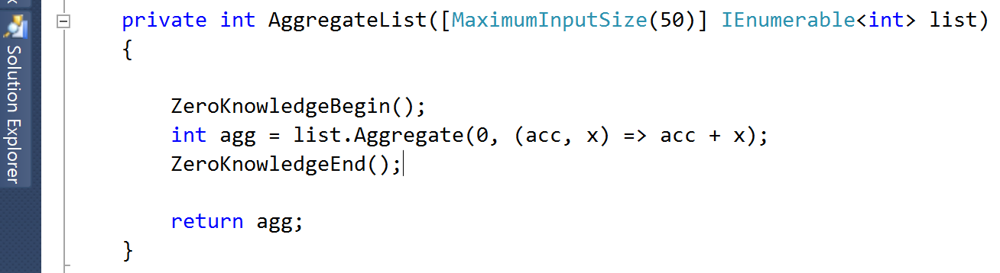 Solution Explorer
private int AggregateList([MaximumInputSize(50)] IEnumerable<int> list)
{
ZeroKnowledgeBegin();
int agg = list.Aggregate(0, (acc, x) => acc + x);
ZeroKnowledgeEnd();
return agg;
}